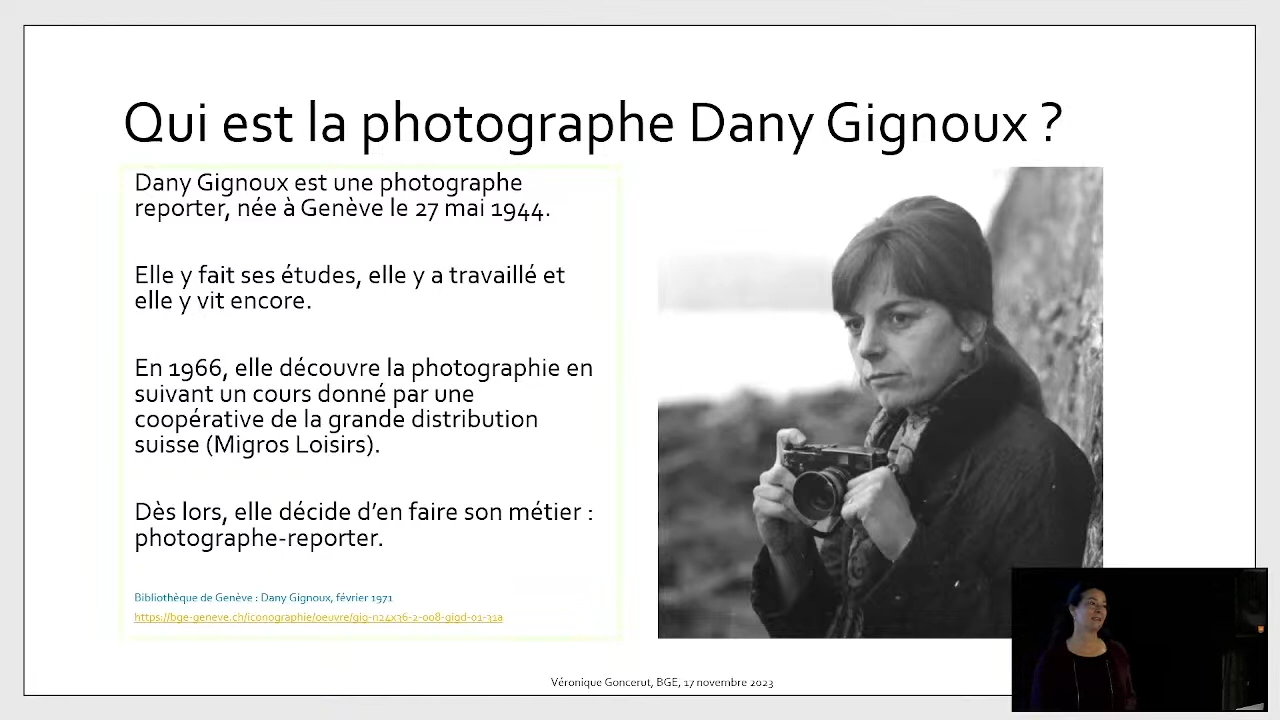 Qui est la photographe Dany Gignoux ?
Dany Gignoux est une photographe
reporter, née à Genève le 27 mai 1944.
Elle y fait ses études, elle y a travaillé et
elle y vit encore.
En 1966, elle découvre la photographie en
suivant un cours donné par une
coopérative de la grande distribution
suisse (Migros Loisirs).
Dès lors, elle décide d’en faire son métier :
photographe-reporter.
Bibliothèque de Genève : Dany Gignoux, février 1971
https://bge-geneve.ch/iconographie/oeuvre/gig-n24x36-2-008-gigd-01-31a
Véronique Goncerut, BGE, 17 novembre 2023